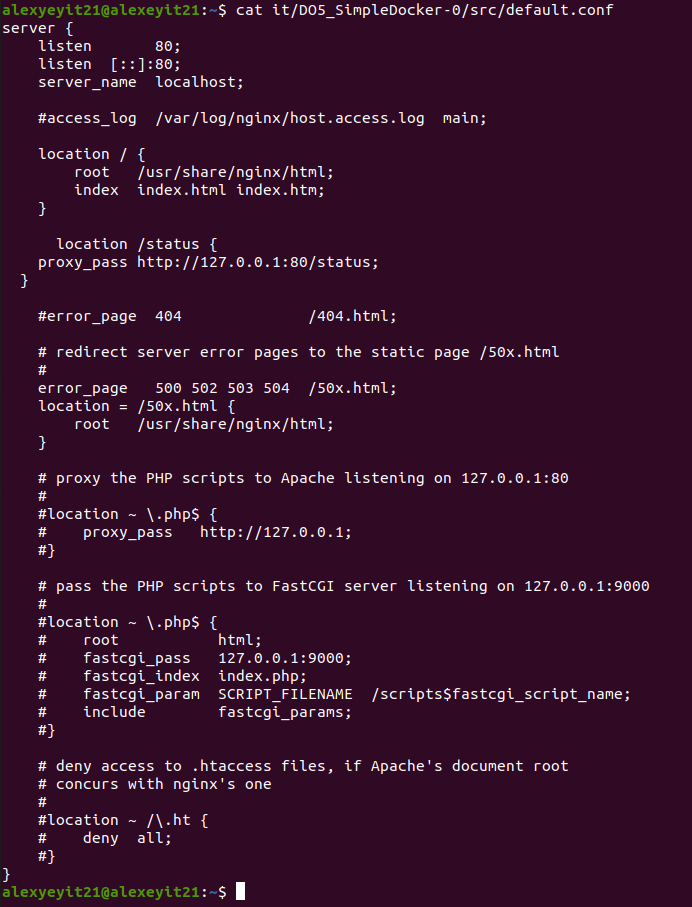 alexyeyit21@alexeyit21:~$ cat it/DO5_SimpleDocker-0/src/default.conf
server {
    listen       80;
    listen  [::]:80;
    server_name  localhost;

    #access_log  /var/log/nginx/host.access.log  main;

    location / {
        root   /usr/share/nginx/html;
        index  index.html index.htm;
    }

      location /status {
    proxy_pass http://127.0.0.1:80/status;
  }

    #error_page  404              /404.html;

    # redirect server error pages to the static page /50x.html
    #
    error_page   500 502 503 504  /50x.html;
    location = /50x.html {
        root   /usr/share/nginx/html;
    }

    # proxy the PHP scripts to Apache listening on 127.0.0.1:80
    #
    #location ~ \.php$ {
    #    proxy_pass   http://127.0.0.1;
    #}

    # pass the PHP scripts to FastCGI server listening on 127.0.0.1:9000
    #
    #location ~ \.php$ {
    #    root           html;
    #    fastcgi_pass   127.0.0.1:9000;
    #    fastcgi_index  index.php;
    #    fastcgi_param  SCRIPT_FILENAME  /scripts$fastcgi_script_name;
    #    include        fastcgi_params;
    #}

    # deny access to .htaccess files, if Apache's document root
    # concurs with nginx's one
    #
    #location ~ /\.ht {
    #    deny  all;
    #}
}
alexyeyit21@alexeyit21:~$